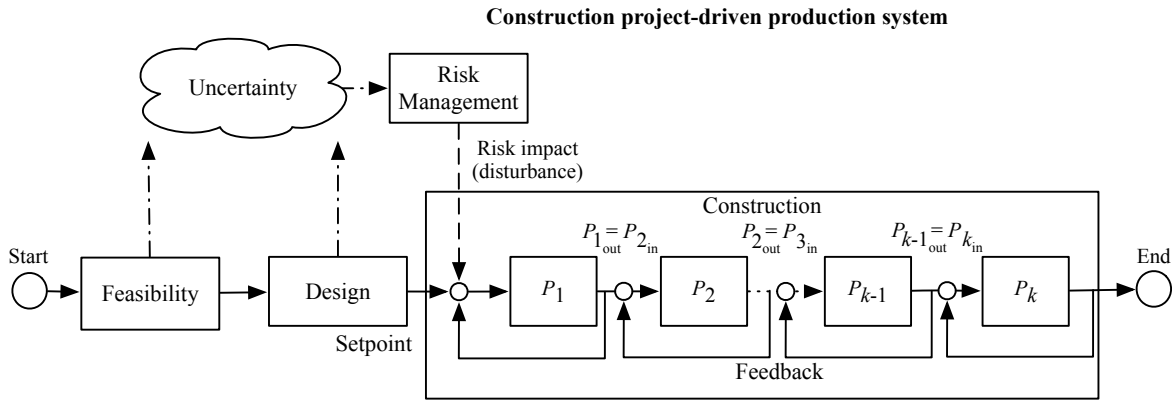 Construction project-driven production system
Uncertainty
Risk
Management
Risk impact
(disturbance)
Construction
P1out = P2in
P2out = P3in
Pk-1out = Pkin
Start
End
Feasibility
Design
P1
P2
Pk-1
Pk
Setpoint
Feedback